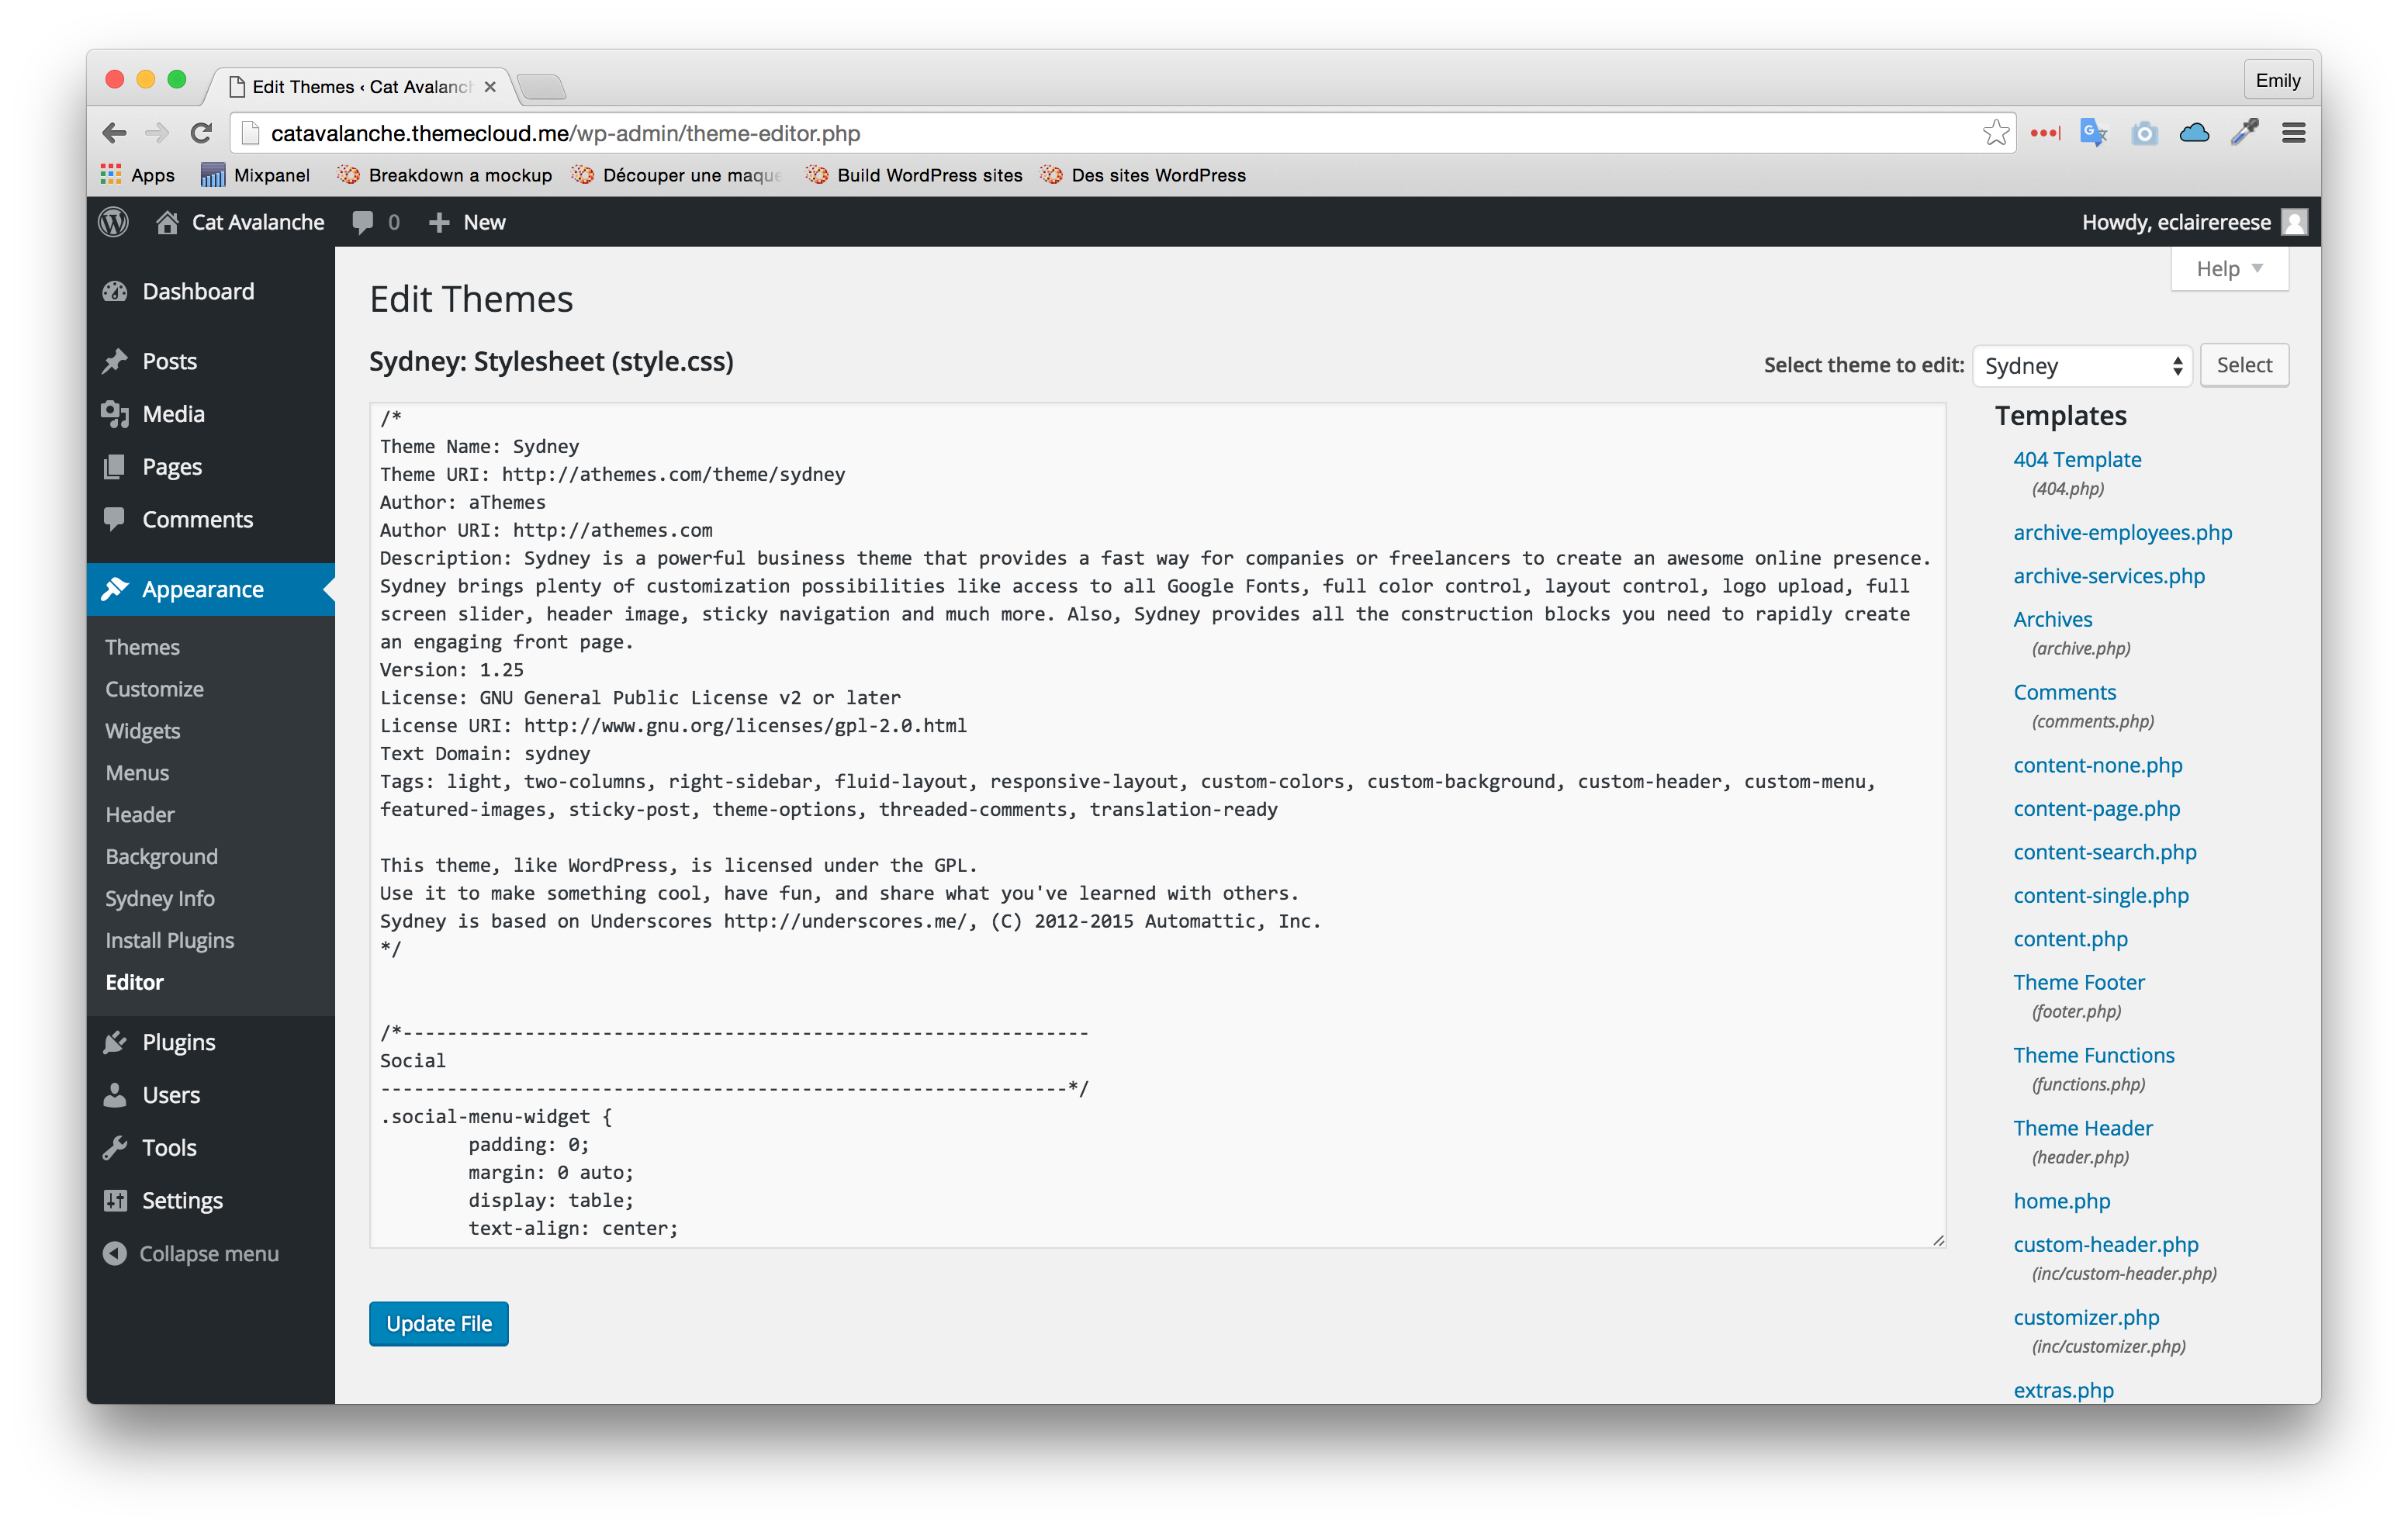 Edit Themes ‹ Cat Avalanch
Emily
catavalanche.themecloud.me/wp-admin/theme-editor.php
Apps
Mixpanel
Breakdown a mockup
Découper une maqu
Build WordPress sites
Des sites WordPress
Cat Avalanche
0
New
Howdy, eclairereese
Dashboard
Posts
Media
Pages
Comments
Appearance
Themes
Customize
Widgets
Menus
Header
Background
Sydney Info
Install Plugins
Editor
Plugins
Users
Tools
Settings
Collapse menu
Help
Edit Themes
Sydney: Stylesheet (style.css)
Select theme to edit:
Sydney
Select
/*
Theme Name: Sydney
Theme URI: http://athemes.com/theme/sydney
Author: aThemes
Author URI: http://athemes.com
Description: Sydney is a powerful business theme that provides a fast way for companies or freelancers to create an awesome online presence.
Sydney brings plenty of customization possibilities like access to all Google Fonts, full color control, layout control, logo upload, full
screen slider, header image, sticky navigation and much more. Also, Sydney provides all the construction blocks you need to rapidly create
an engaging front page.
Version: 1.25
License: GNU General Public License v2 or later
License URI: http://www.gnu.org/licenses/gpl-2.0.html
Text Domain: sydney
Tags: light, two-columns, right-sidebar, fluid-layout, responsive-layout, custom-colors, custom-background, custom-header, custom-menu,
featured-images, sticky-post, theme-options, threaded-comments, translation-ready
This theme, like WordPress, is licensed under the GPL.
Use it to make something cool, have fun, and share what you've learned with others.
Sydney is based on Underscores http://underscores.me/, (C) 2012-2015 Automattic, Inc.
*/
/*--------------------------------------------------------------
Social
--------------------------------------------------------------*/
.social-menu-widget {
padding: 0;
margin: 0 auto;
display: table;
text-align: center;
Update File
Templates
404 Template
(404.php)
archive-employees.php
archive-services.php
Archives
(archive.php)
Comments
(comments.php)
content-none.php
content-page.php
content-search.php
content-single.php
content.php
Theme Footer
(footer.php)
Theme Functions
(functions.php)
Theme Header
(header.php)
home.php
custom-header.php
(inc/custom-header.php)
customizer.php
(inc/customizer.php)
extras.php